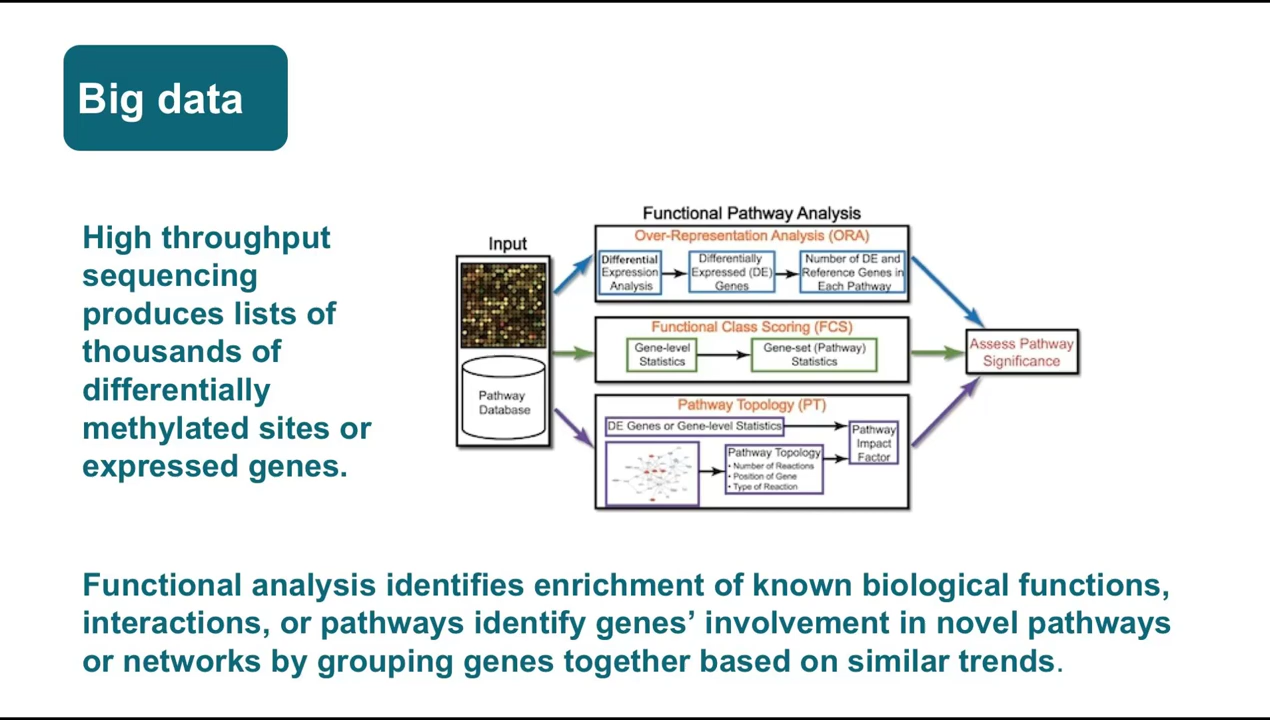 Big data
High throughput
sequencing
produces lists of
thousands of
differentially
methylated sites or
expressed genes.
Functional Pathway Analysis
Input
Pathway
Database
Over-Representation Analysis (ORA)
Differential
Expression
Analysis
Differentially
Expressed (DE)
Genes
Number of DE and
Reference Genes in
Each Pathway
Functional Class Scoring (FCS)
Gene-level
Statistics
Gene-set (Pathway)
Statistics
Pathway Topology (PT)
DE Genes or Gene-level Statistics
Pathway Topology
• Number of Reactions
• Position of Gene
• Type of Reaction
Pathway
Impact
Factor
Assess Pathway
Significance
Functional analysis identifies enrichment of known biological functions,
interactions, or pathways identify genes’ involvement in novel pathways
or networks by grouping genes together based on similar trends.